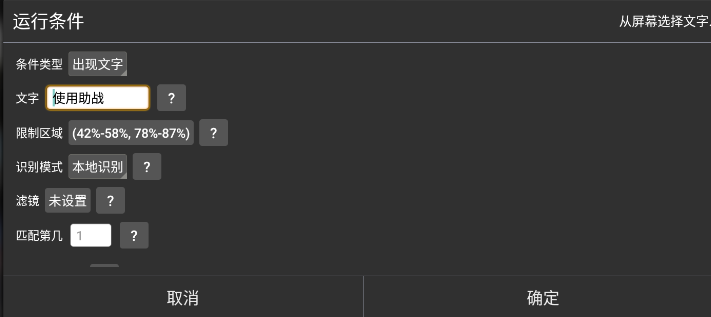 运行条件 从屏幕选择文字.
条件类型 出现文字
文字 使用助战 ?
限制区域 (42%-58%, 78%-87%) ?
识别模式 本地识别 ?
滤镜 未设置 ?
匹配第几 1 ?
取消 确定